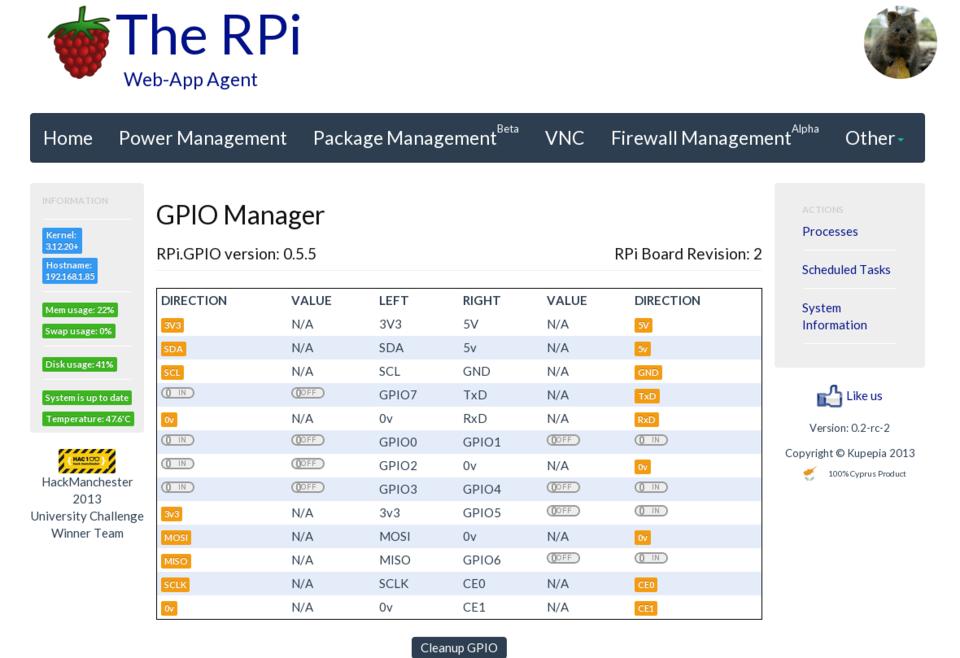 The RPi
Web-App Agent
Home Power Management Package Management Beta VNC Firewall Management Alpha Other
INFORMATION
Kernel:
3.12.20+
Hostname:
192.168.1.85
Mem usage: 22%
Swap usage: 0%
Disk usage: 41%
System is up to date
Temperature: 47.6'C
HAC100
HackManchester
2013
University Challenge
Winner Team
GPIO Manager
RPi.GPIO version: 0.5.5 RPi Board Revision: 2
DIRECTION VALUE LEFT RIGHT VALUE DIRECTION
3V3 N/A 3V3 5V N/A 5V
SDA N/A SDA 5v N/A 5v
SCL N/A SCL GND N/A GND
IN OFF GPIO7 TxD N/A TxD
0v N/A 0v RxD N/A RxD
IN OFF GPIO0 GPIO1 OFF IN
IN OFF GPIO2 0v N/A 0v
IN OFF GPIO3 GPIO4 OFF IN
3v3 N/A 3v3 GPIO5 OFF IN
MOSI N/A MOSI 0v N/A 0v
MISO N/A MISO GPIO6 OFF IN
SCLK N/A SCLK CE0 N/A CE0
0v N/A 0v CE1 N/A CE1
Cleanup GPIO
ACTIONS
Processes
Scheduled Tasks
System
Information
Like us
Version: 0.2-rc-2
Copyright © Kupepia 2013
100% Cyprus Product